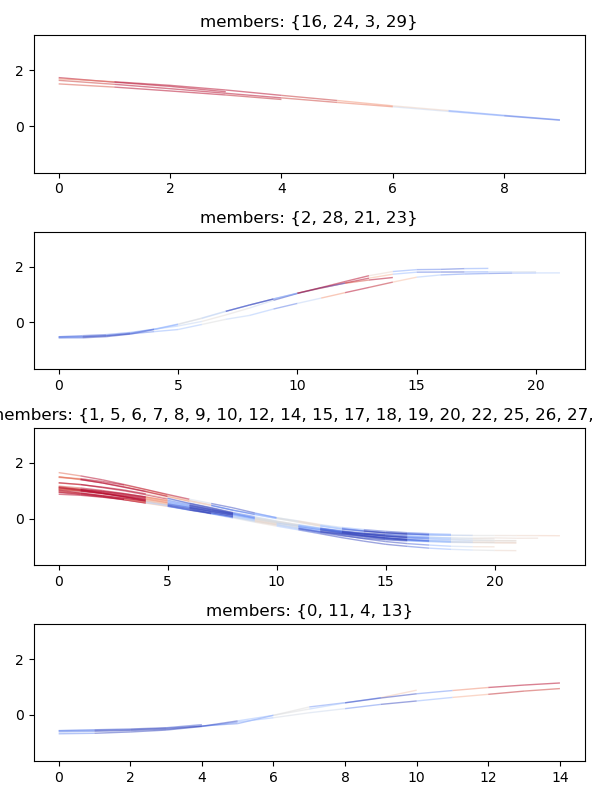 members: {16, 24, 3, 29}
2
0
0 2 4 6 8
members: {2, 28, 21, 23}
2
0
0 5 10 15 20
members: {1, 5, 6, 7, 8, 9, 10, 12, 14, 15, 17, 18, 19, 20, 22, 25, 26, 27,
2
0
0 5 10 15 20
members: {0, 11, 4, 13}
2
0
0 2 4 6 8 10 12 14